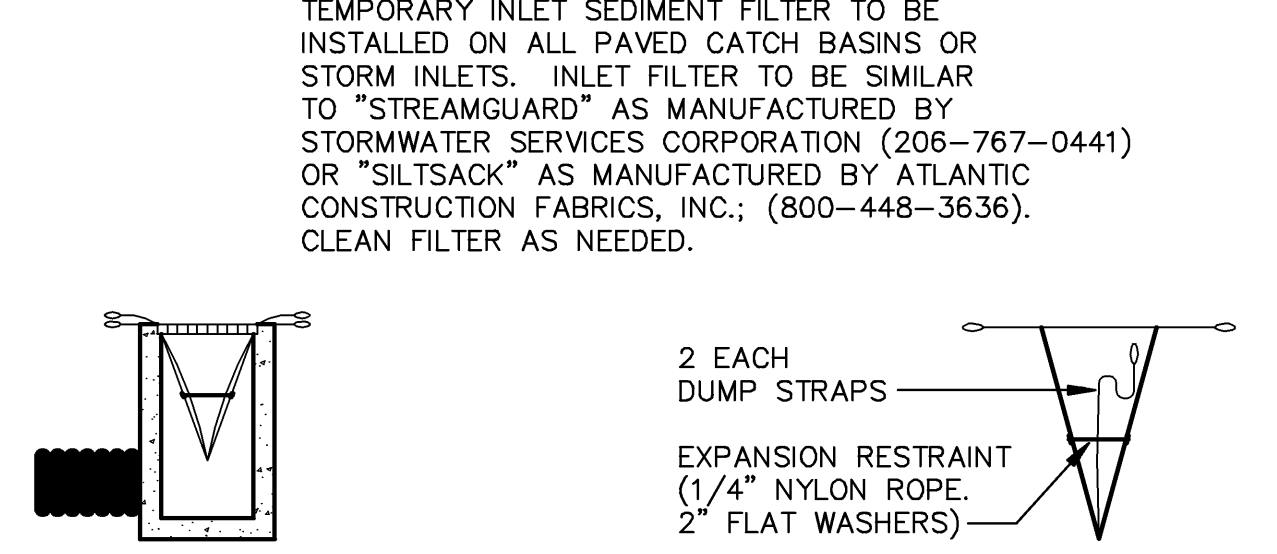 TEMPORARY INLET SEDIMENT FILTER TO BE
INSTALLED ON ALL PAVED CATCH BASINS OR
STORM INLETS.  INLET FILTER TO BE SIMILAR
TO "STREAMGUARD" AS MANUFACTURED BY
STORMWATER SERVICES CORPORATION (206-767-0441)
OR "SILTSACK" AS MANUFACTURED BY ATLANTIC
CONSTRUCTION FABRICS, INC.; (800-448-3636).
CLEAN FILTER AS NEEDED.
2 EACH
DUMP STRAPS
EXPANSION RESTRAINT
(1/4" NYLON ROPE.
2" FLAT WASHERS)